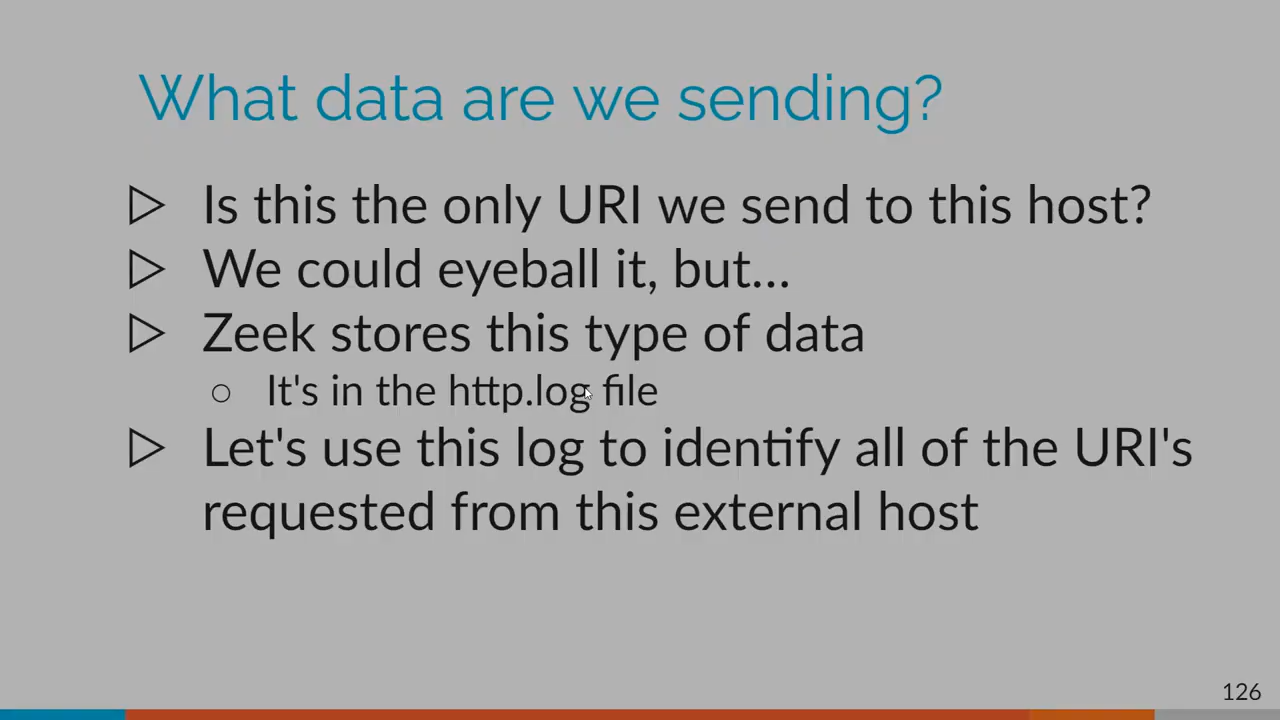 What data are we sending?
▷ Is this the only URI we send to this host?
▷ We could eyeball it, but...
▷ Zeek stores this type of data
○ It's in the http.log file
▷ Let's use this log to identify all of the URI's
requested from this external host
126